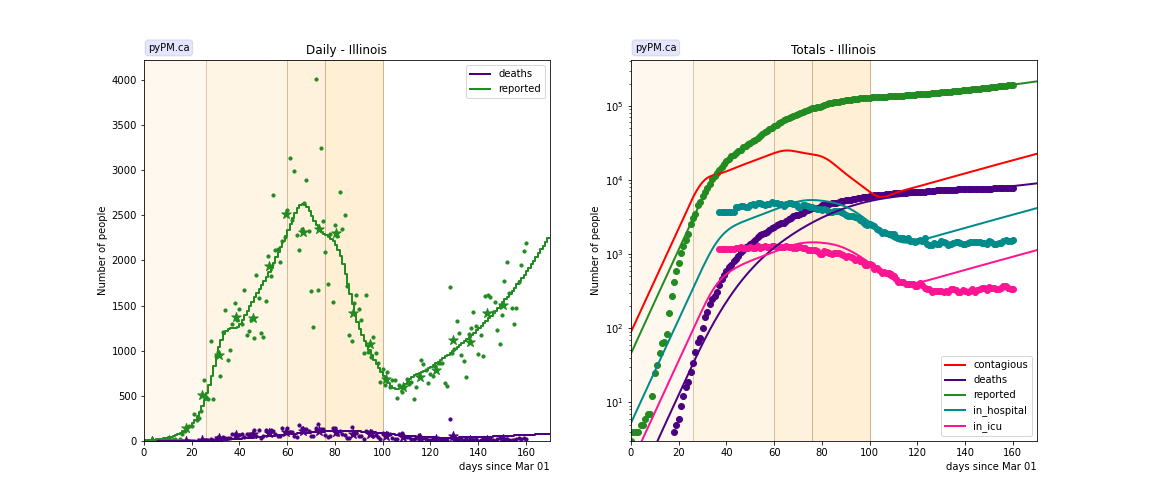 pyPM.ca
Daily - Illinois
deaths
reported
4000
3500
3000
2500
2000
1500
1000
500
0
Number of people
0 20 40 60 80 100 120 140 160
days since Mar 01
pyPM.ca
Totals - Illinois
10^5
10^4
10^3
10^2
10^1
Number of people
contagious
deaths
reported
in_hospital
in_icu
0 20 40 60 80 100 120 140 160
days since Mar 01